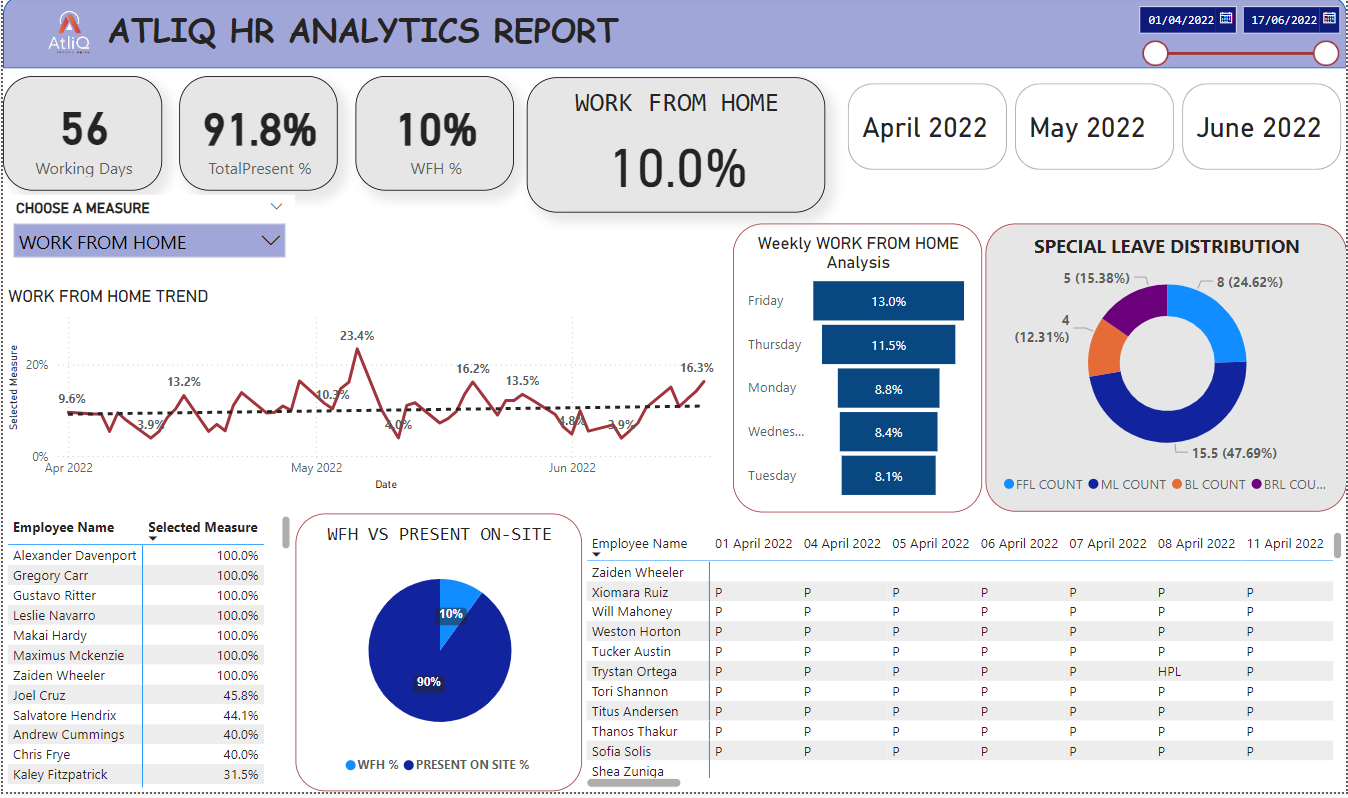 AtliQ
ATLIQ HR ANALYTICS REPORT
01/04/2022
17/06/2022
56
Working Days
91.8%
TotalPresent %
10%
WFH %
WORK FROM HOME
10.0%
April 2022
May 2022
June 2022
CHOOSE A MEASURE
WORK FROM HOME
WORK FROM HOME TREND
Selected Measure
20%
0%
9.6%
3.9%
13.2%
10.3%
23.4%
4.0%
16.2%
13.5%
4.8%
3.9%
16.3%
Apr 2022
May 2022
Jun 2022
Date
Weekly WORK FROM HOME
Analysis
Friday 13.0%
Thursday 11.5%
Monday 8.8%
Wednes... 8.4%
Tuesday 8.1%
SPECIAL LEAVE DISTRIBUTION
5 (15.38%)
8 (24.62%)
4
(12.31%)
15.5 (47.69%)
FFL COUNT ML COUNT BL COUNT BRL COU...
Employee Name Selected Measure
Alexander Davenport 100.0%
Gregory Carr 100.0%
Gustavo Ritter 100.0%
Leslie Navarro 100.0%
Makai Hardy 100.0%
Maximus Mckenzie 100.0%
Zaiden Wheeler 100.0%
Joel Cruz 45.8%
Salvatore Hendrix 44.1%
Andrew Cummings 40.0%
Chris Frye 40.0%
Kaley Fitzpatrick 31.5%
WFH VS PRESENT ON-SITE
10%
90%
WFH % PRESENT ON SITE %
Employee Name 01 April 2022 04 April 2022 05 April 2022 06 April 2022 07 April 2022 08 April 2022 11 April 2022
Zaiden Wheeler
Xiomara Ruiz P P P P P P P
Will Mahoney P P P P P P P
Weston Horton P P P P P P P
Tucker Austin P P P P P P P
Trystan Ortega P P P P P HPL P
Tori Shannon P P P P P P P
Titus Andersen P P P P P P P
Thanos Thakur P P P P P P P
Sofia Solis P P P P P P P
Shea Zuniga